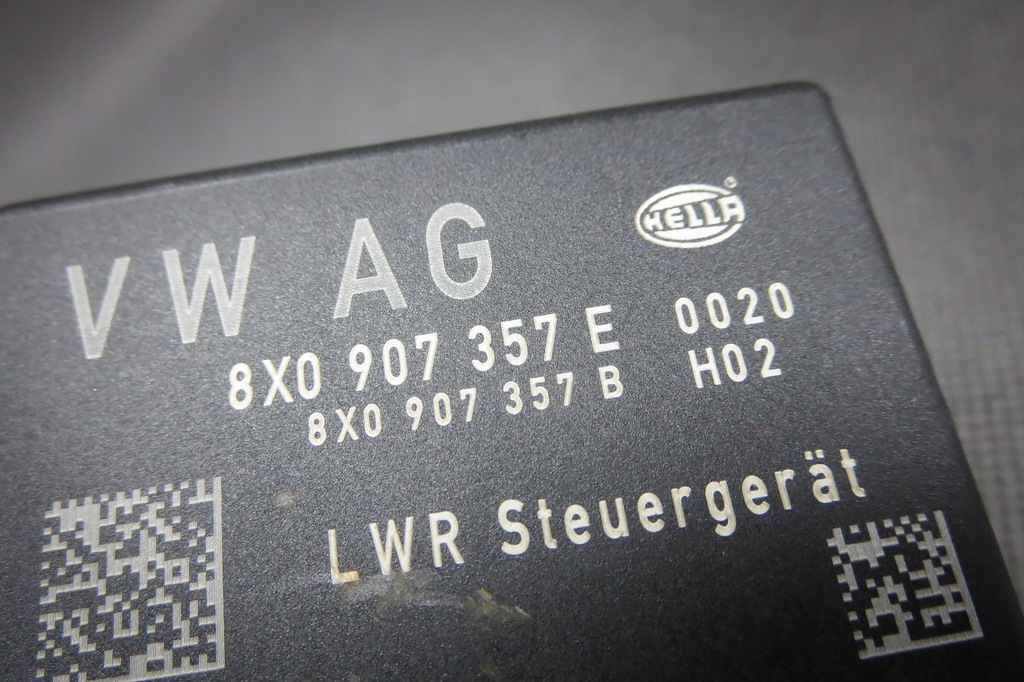 HELLA®
VW AG
8X0 907 357 E 0020
8X0 907 357 B H02
LWR Steuergerät